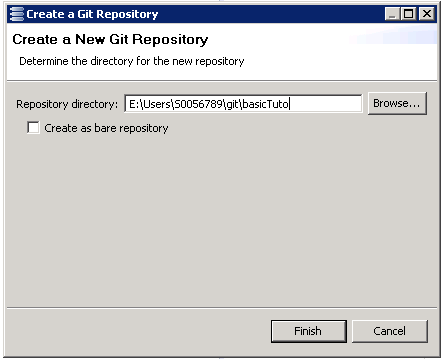 Create a Git Repository
Create a New Git Repository
Determine the directory for the new repository
Repository directory: E:\Users\S0056789\git\basicTuto Browse...
Create as bare repository
Finish Cancel